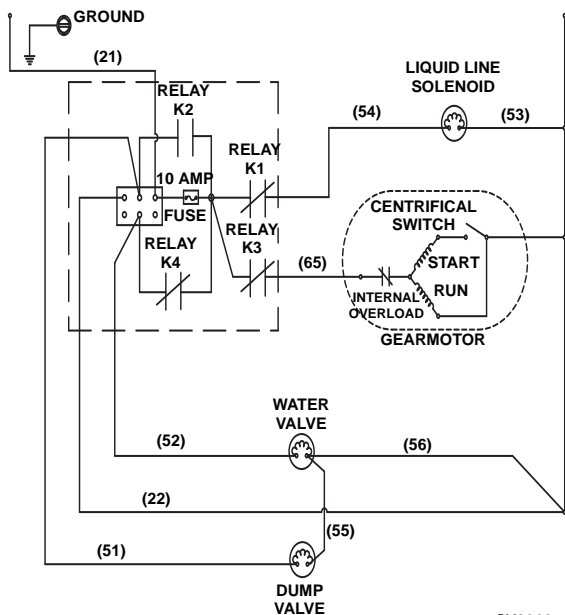 GROUND
(21)
RELAY
K2
LIQUID LINE
SOLENOID
(54)
(53)
RELAY
K1
10 AMP
FUSE
CENTRIFICAL
SWITCH
RELAY
K4
RELAY
K3
(65)
START
RUN
INTERNAL
OVERLOAD
GEARMOTOR
WATER
VALVE
(52)
(56)
(22)
(55)
(51)
DUMP
VALVE